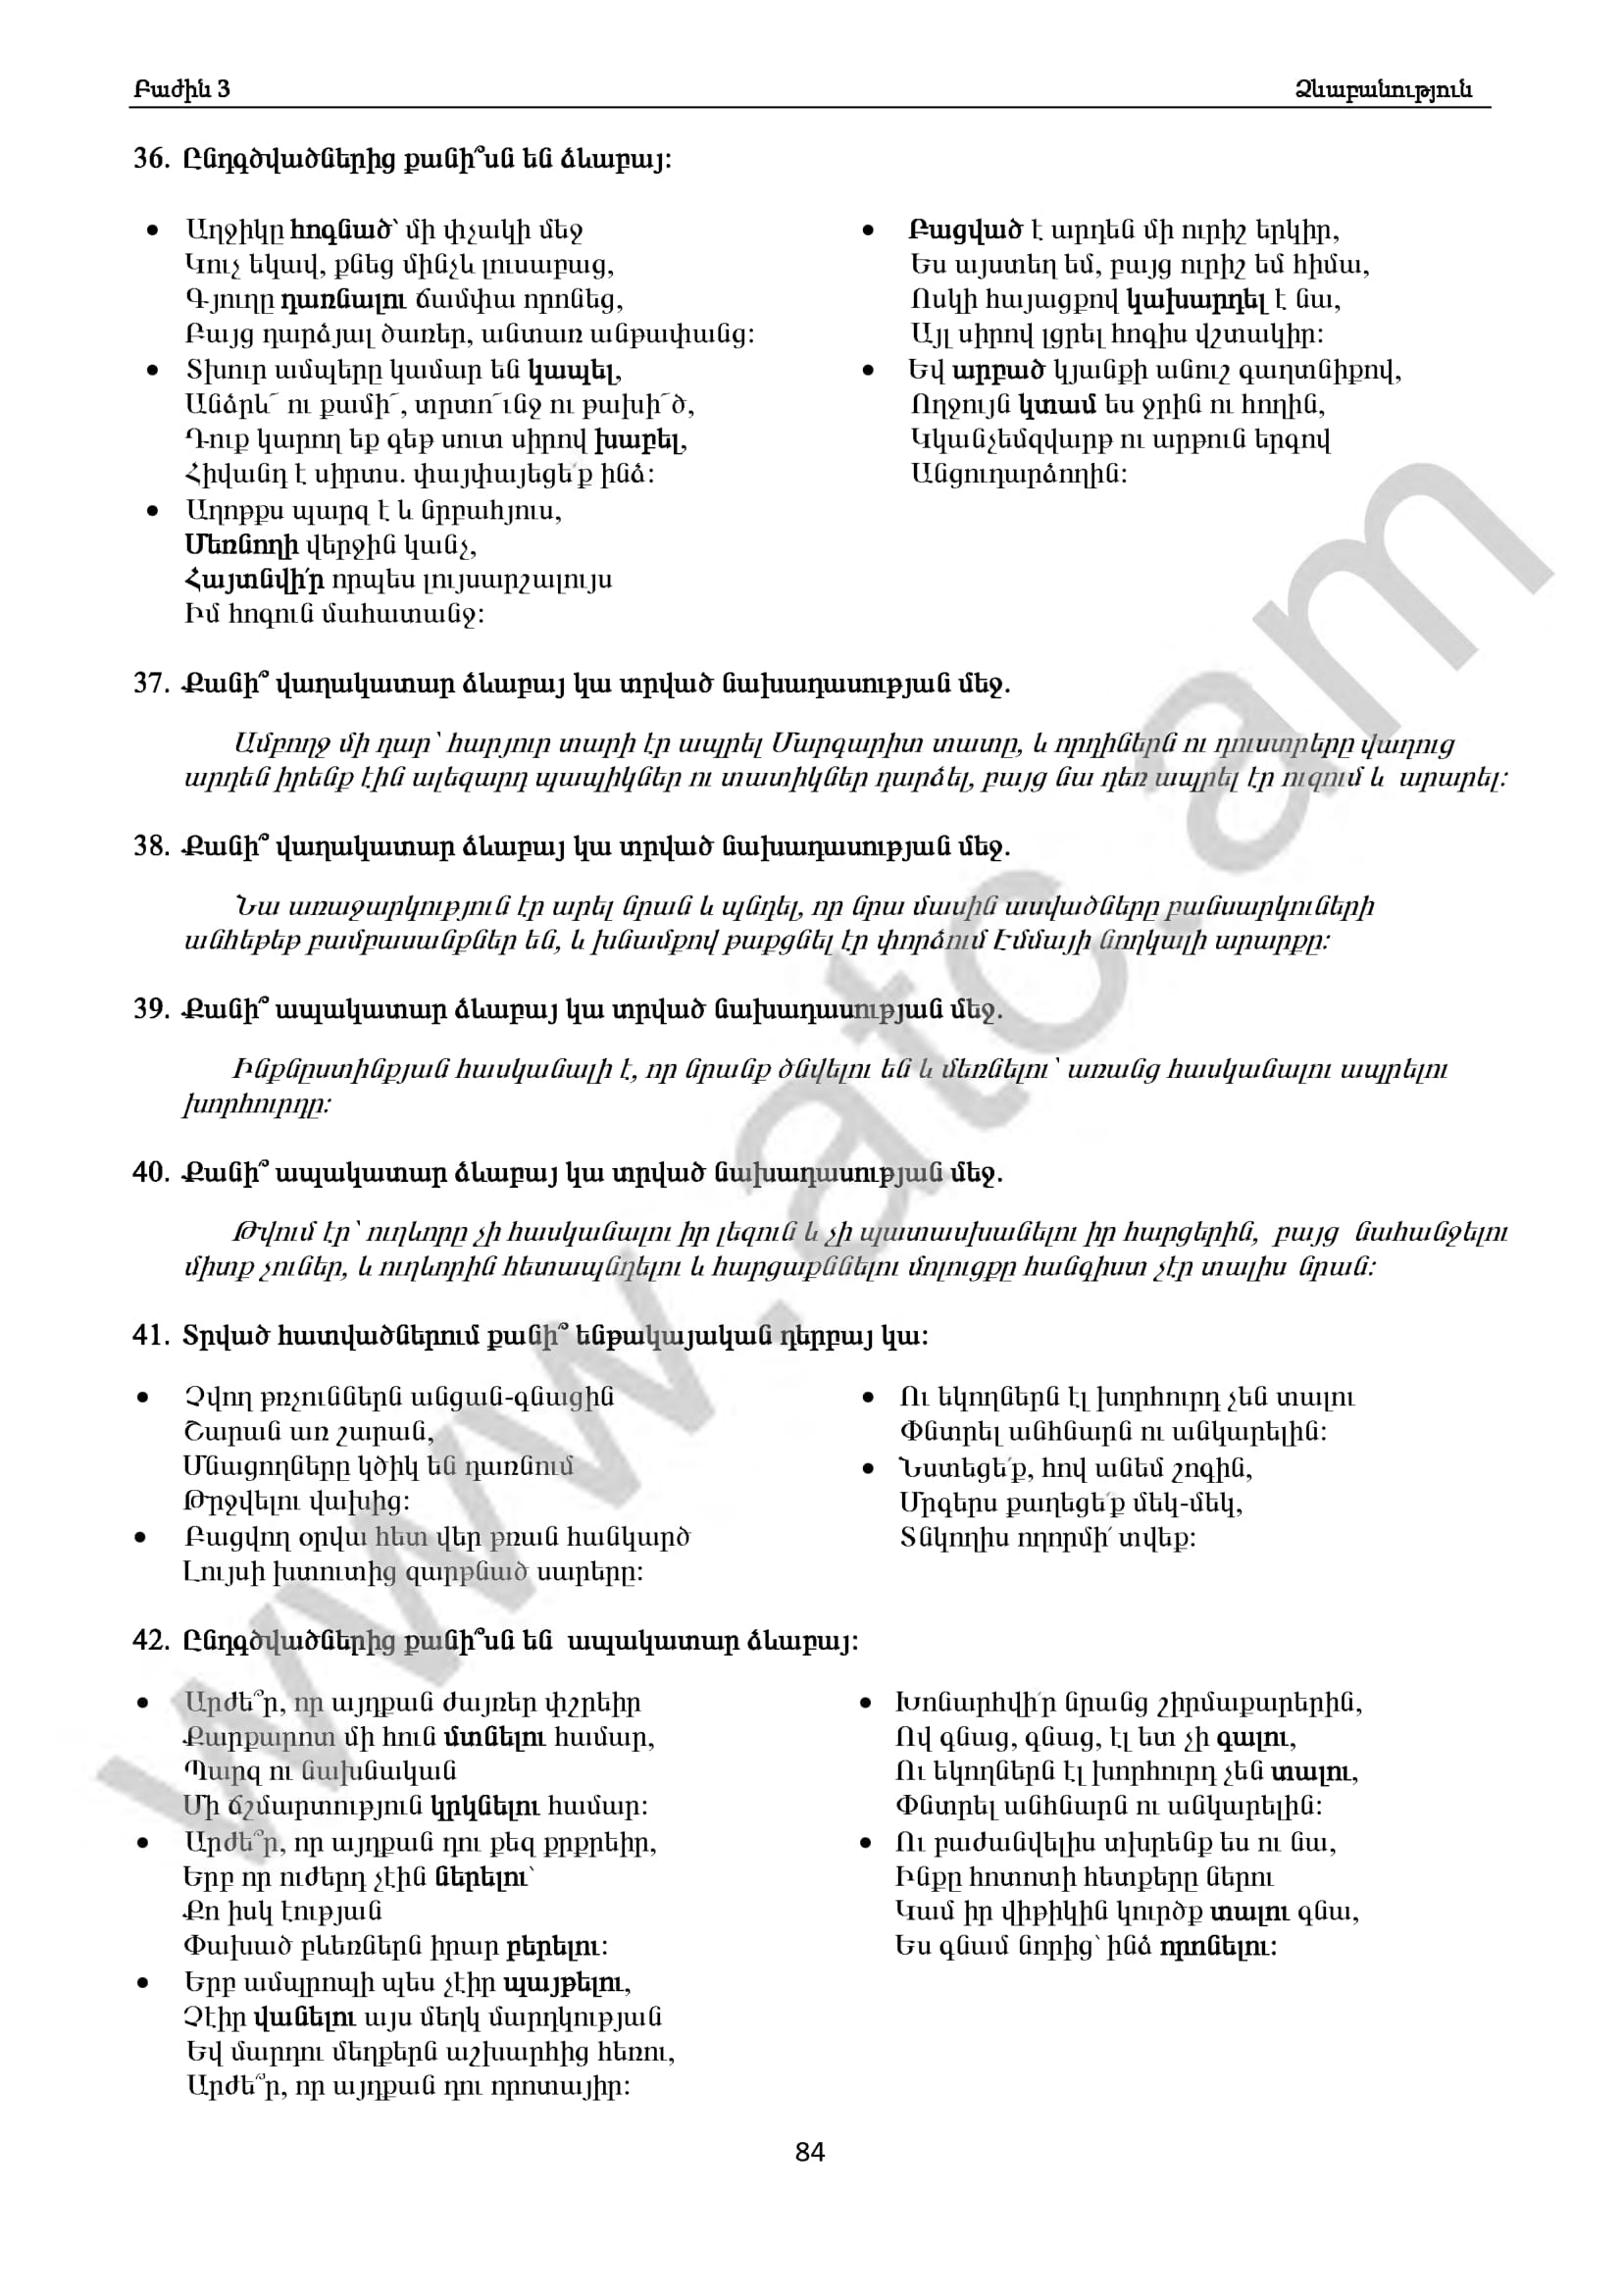 Բաժին 3
Ձևաբանություն
36. Ընդգծվածներից քանի՞սն են ձևաբայ:
• Աղջիկը հոգնած՝ մի փչակի մեջ
Կուչ եկավ, քնեց մինչև լուսաբաց,
Գյուղը դառնալու ճամփա որոնեց,
Բայց դարձյալ ծառեր, անտառ անթափանց:
• Տխուր ամպերը կամար են կապել,
Անձրև՜ ու քամի՜, տրտո՜ւնջ ու թախի՜ծ,
Դուք կարող եք գեթ սուտ սիրով խաբել,
Հիվանդ է սիրտս. փայփայեցե՛ք ինձ:
• Աղոթքս պարզ է և նրբահյուս,
Մեռնողի վերջին կանչ,
Հայտնվի՛ր որպես լույսարշալույս
Իմ հոգուն մահատանջ:
• Բացված է արդեն մի ուրիշ երկիր,
Ես այստեղ եմ, բայց ուրիշ եմ հիմա,
Ոսկի հայացքով կախարդել է նա,
Այլ սիրով լցրել հոգիս վշտակիր:
• Եվ արբած կյանքի անուշ գաղտնիքով,
Ողջույն կտամ ես ջրին ու հողին,
Կկանչեմզվարթ ու արթուն երգով
Անցուդարձողին:
37. Քանի՞ վաղակատար ձևաբայ կա տրված նախադասության մեջ.
Ամբողջ մի դար՝ հարյուր տարի էր ապրել Մարգարիտ տատը, և որդիներն ու դուստրերը վաղուց
արդեն իրենք էին ալեզարդ պապիկներ ու տատիկներ դարձել, բայց նա դեռ ապրել էր ուզում և արարել:
38. Քանի՞ վաղակատար ձևաբայ կա տրված նախադասության մեջ.
Նա առաջարկություն էր արել նրան և պնդել, որ նրա մասին ասվածները բանսարկուների
անհեթեթ բամբասանքներ են, և խնամքով թաքցնել էր փորձում Էմմայի նողկալի արարքը:
39. Քանի՞ ապակատար ձևաբայ կա տրված նախադասության մեջ.
Ինքնըստինքյան հասկանալի է, որ նրանք ծնվելու են և մեռնելու՝ առանց հասկանալու ապրելու
խորհուրդը:
40. Քանի՞ ապակատար ձևաբայ կա տրված նախադասության մեջ.
Թվում էր՝ ուղևորը չի հասկանալու իր լեզուն և չի պատասխանելու իր հարցերին, բայց նահանջելու
միտք չուներ, և ուղևորին հետապնդելու և հարցաքննելու մոլուցքը հանգիստ չէր տալիս նրան:
41. Տրված հատվածներում քանի՞ ենթակայական դերբայ կա:
• Չվող թռչուններն անցան-գնացին
Շարան առ շարան,
Մնացողները կծիկ են դառնում
Թրջվելու վախից:
• Բացվող օրվա հետ վեր թռան հանկարծ
Լույսի խտուտից զարթնած սարերը:
• Ու եկողներն էլ խորհուրդ չեն տալու
Փնտրել անհնարն ու անկարելին:
• Նստեցե՛ք, հով անեմ շոգին,
Մրգերս քաղեցե՛ք մեկ-մեկ,
Տնկողիս ողորմի՛ տվեք:
42. Ընդգծվածներից քանի՞սն են ապակատար ձևաբայ:
• Արժե՞ր, որ այդքան ժայռեր փշրեիր
Քարքարոտ մի հուն մտնելու համար,
Պարզ ու նախնական
Մի ճշմարտություն կրկնելու համար:
• Արժե՞ր, որ այդքան դու քեզ քրքրեիր,
Երբ որ ուժերդ չէին ներելու՝
Քո իսկ էության
Փախած բևեռներն իրար բերելու:
• Երբ ամպրոպի պես չէիր պայթելու,
Չէիր վանելու այս մեղկ մարդկության
Եվ մարդու մեղքերն աշխարհից հեռու,
Արժե՞ր, որ այդքան դու որոտայիր:
• Խոնարհվի՛ր նրանց շիրմաքարերին,
Ով գնաց, գնաց, էլ ետ չի գալու,
Ու եկողներն էլ խորհուրդ չեն տալու,
Փնտրել անհնարն ու անկարելին:
• Ու բաժանվելիս տխրենք ես ու նա,
Ինքը հոտոտի հետքերը ներու
Կամ իր վիթիկին կուրծք տալու գնա,
Ես գնամ նորից՝ ինձ որոնելու:
84
www.atc.am